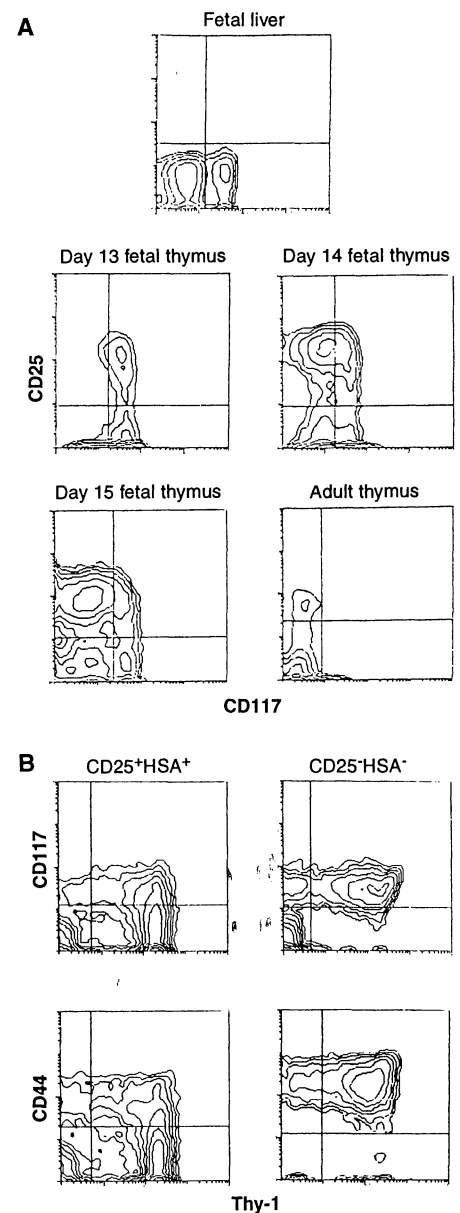 A
Fetal liver
Day 13 fetal thymus
Day 14 fetal thymus
CD25
Day 15 fetal thymus
Adult thymus
CD117
B
CD25⁺HSA⁺
CD25⁻HSA⁻
CD117
CD44
Thy-1